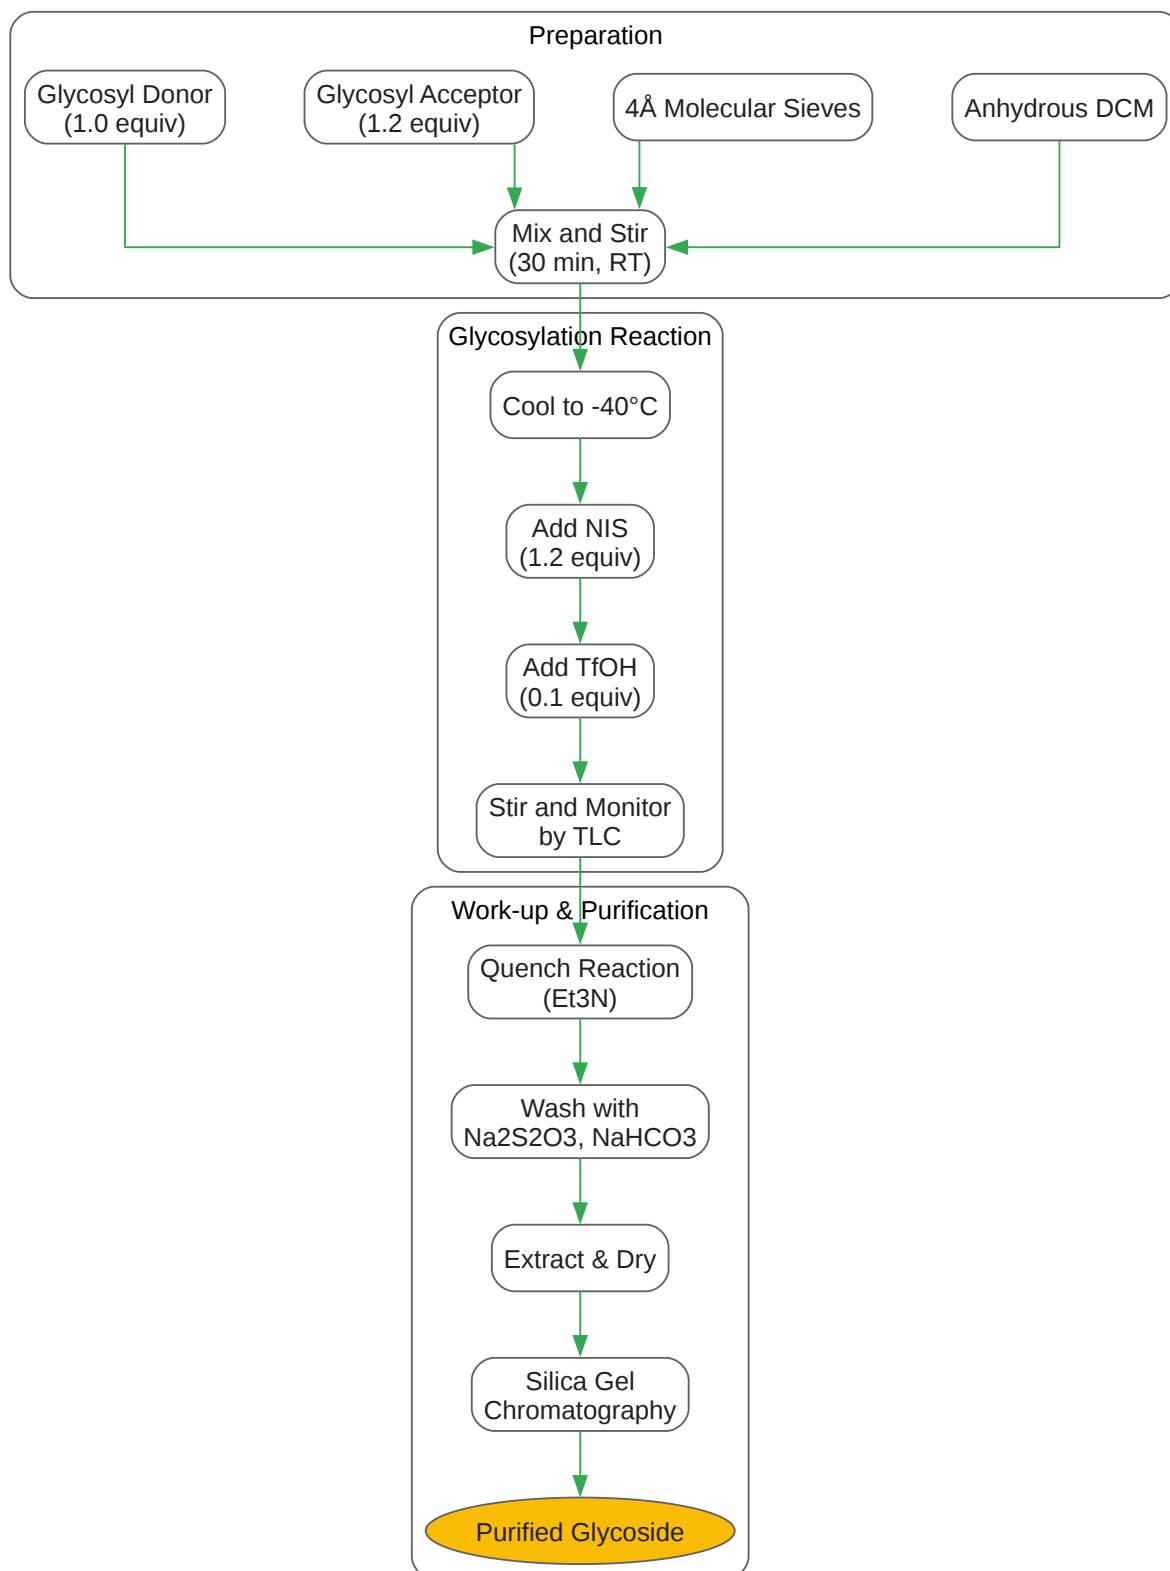 Preparation
Glycosyl Donor
(1.0 equiv)
Glycosyl Acceptor
(1.2 equiv)
4Å Molecular Sieves
Anhydrous DCM
Mix and Stir
(30 min, RT)
Glycosylation Reaction
Cool to -40°C
Add NIS
(1.2 equiv)
Add TfOH
(0.1 equiv)
Stir and Monitor
by TLC
Work-up & Purification
Quench Reaction
(Et3N)
Wash with
Na2S2O3, NaHCO3
Extract & Dry
Silica Gel
Chromatography
Purified Glycoside